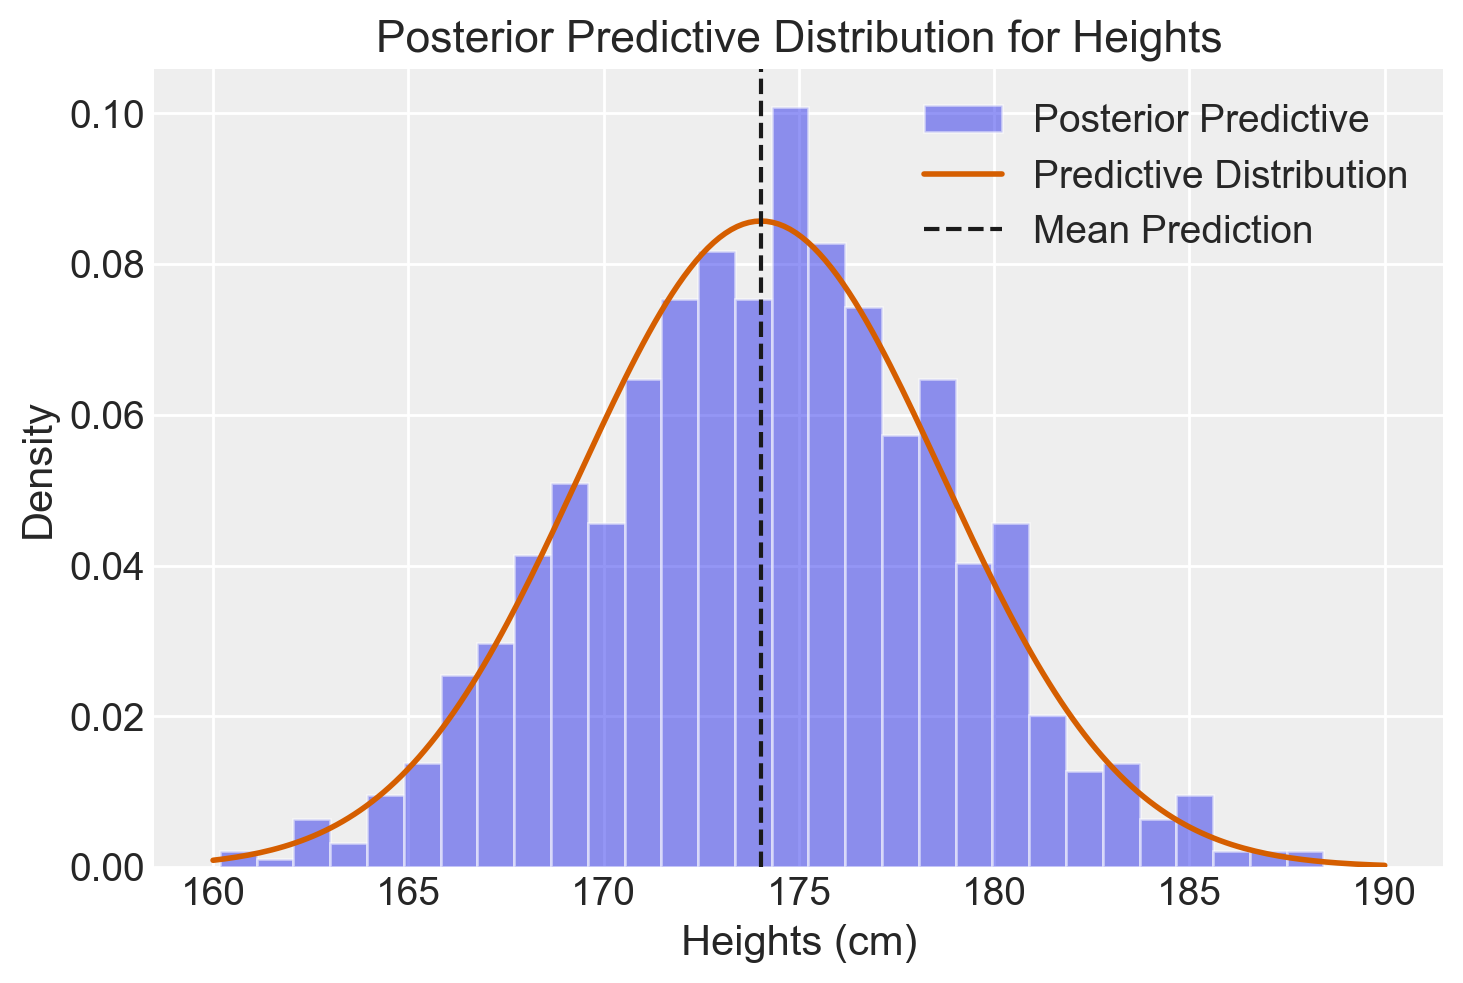 Posterior Predictive Distribution for Heights
Posterior Predictive
Predictive Distribution
Mean Prediction
0.10
0.08
0.06
0.04
0.02
0.00
Density
160 165 170 175 180 185 190
Heights (cm)